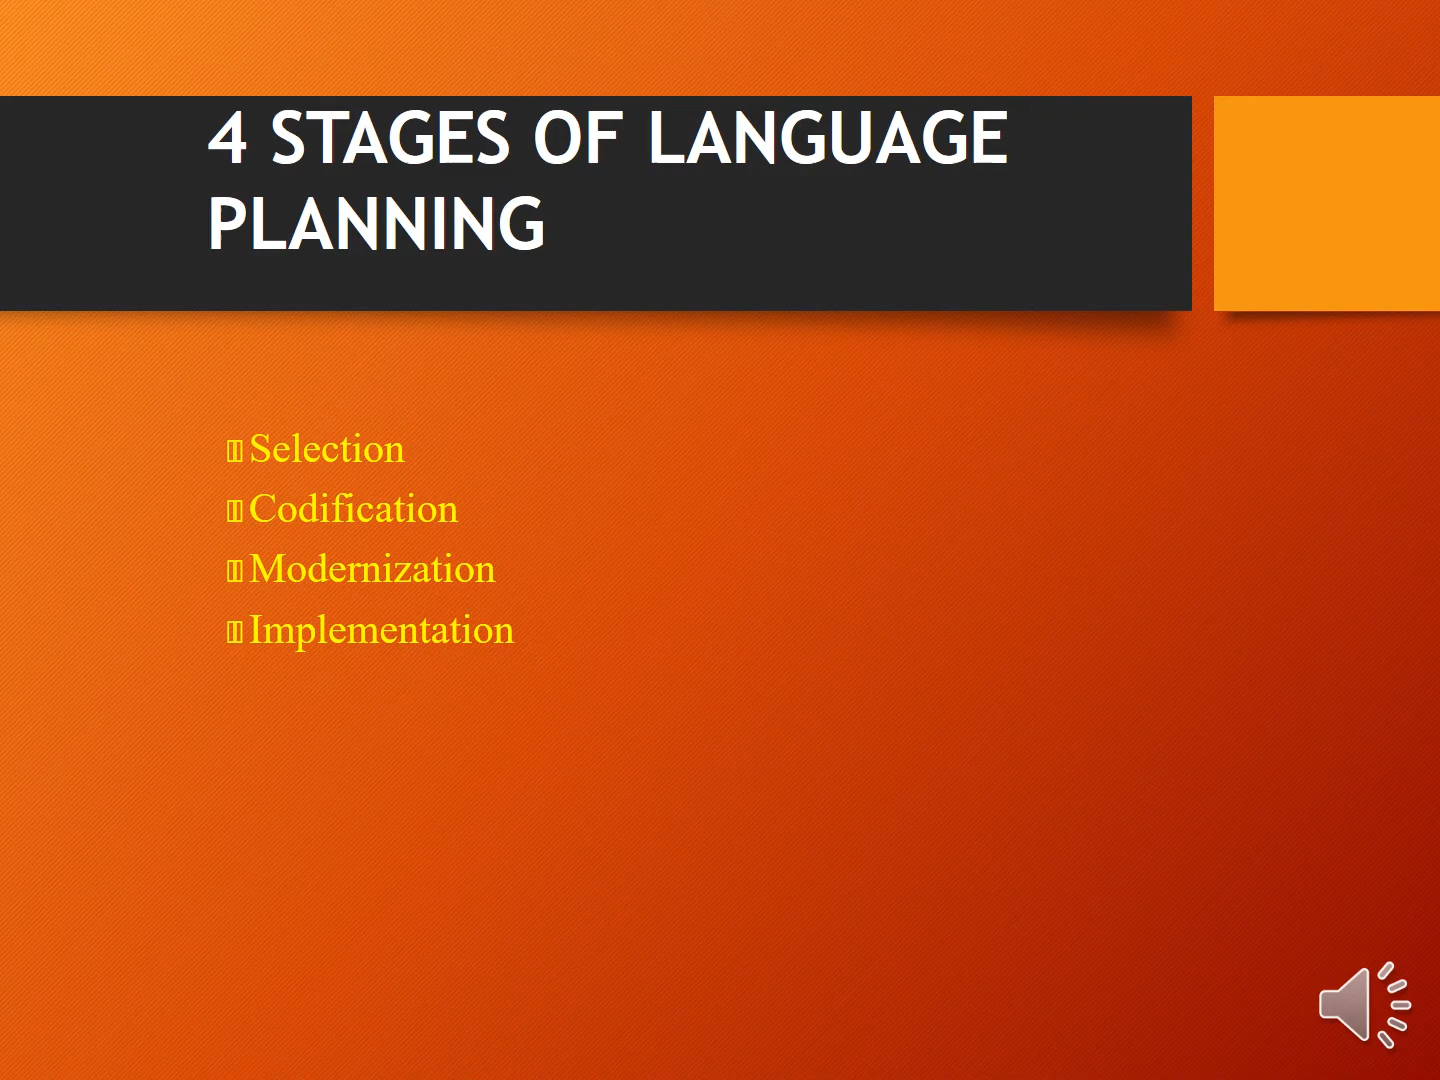 4 STAGES OF LANGUAGE
PLANNING
Selection
Codification
Modernization
Implementation